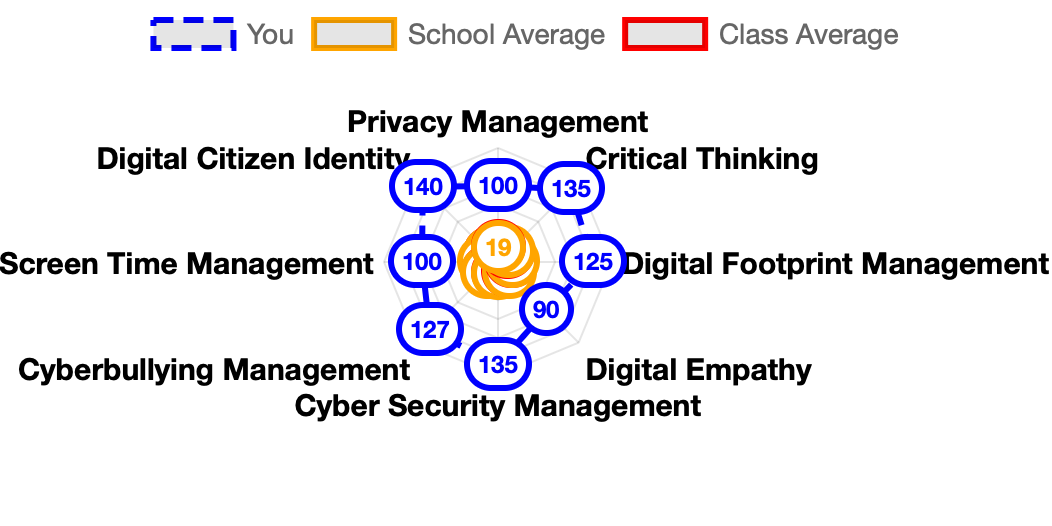 You School Average Class Average
Privacy Management
Digital Citizen Identity Critical Thinking
140 100 135
19
Screen Time Management 100 125 Digital Footprint Management
90
127
135
Cyberbullying Management Digital Empathy
Cyber Security Management